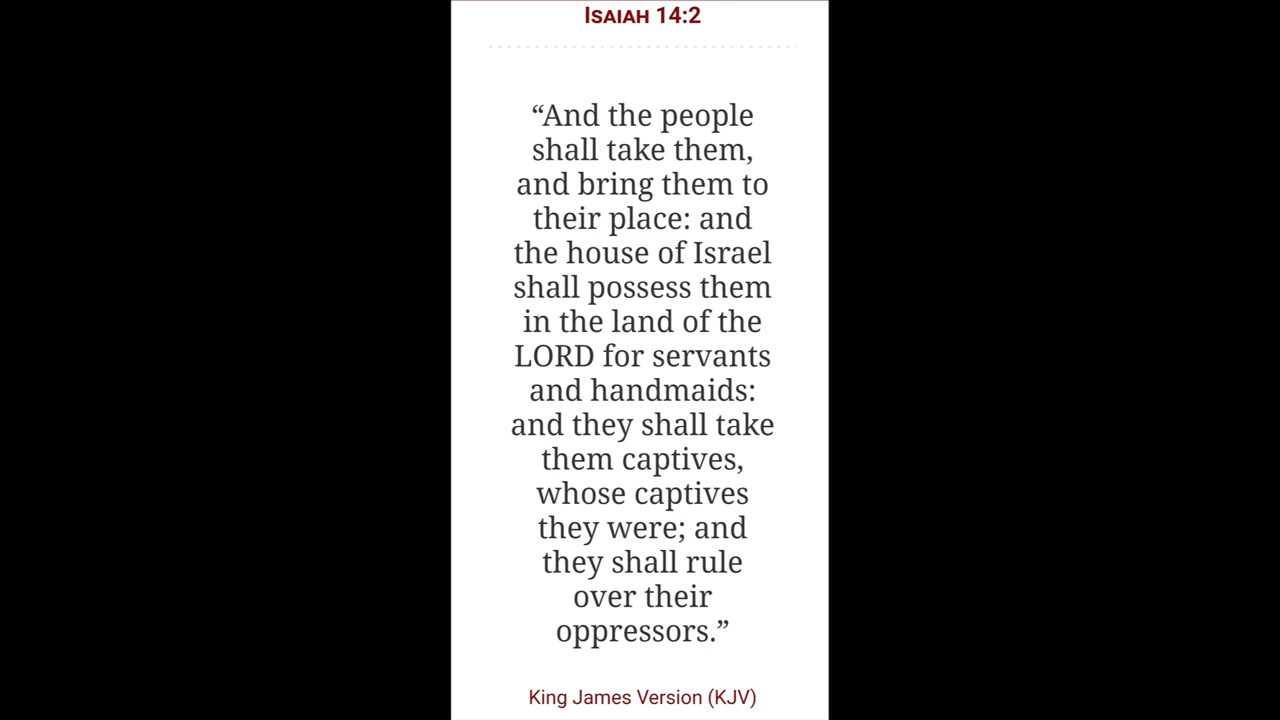 Isaiah 14:2
“And the people
shall take them,
and bring them to
their place: and
the house of Israel
shall possess them
in the land of the
LORD for servants
and handmaids:
and they shall take
them captives,
whose captives
they were; and
they shall rule
over their
oppressors.”
King James Version (KJV)